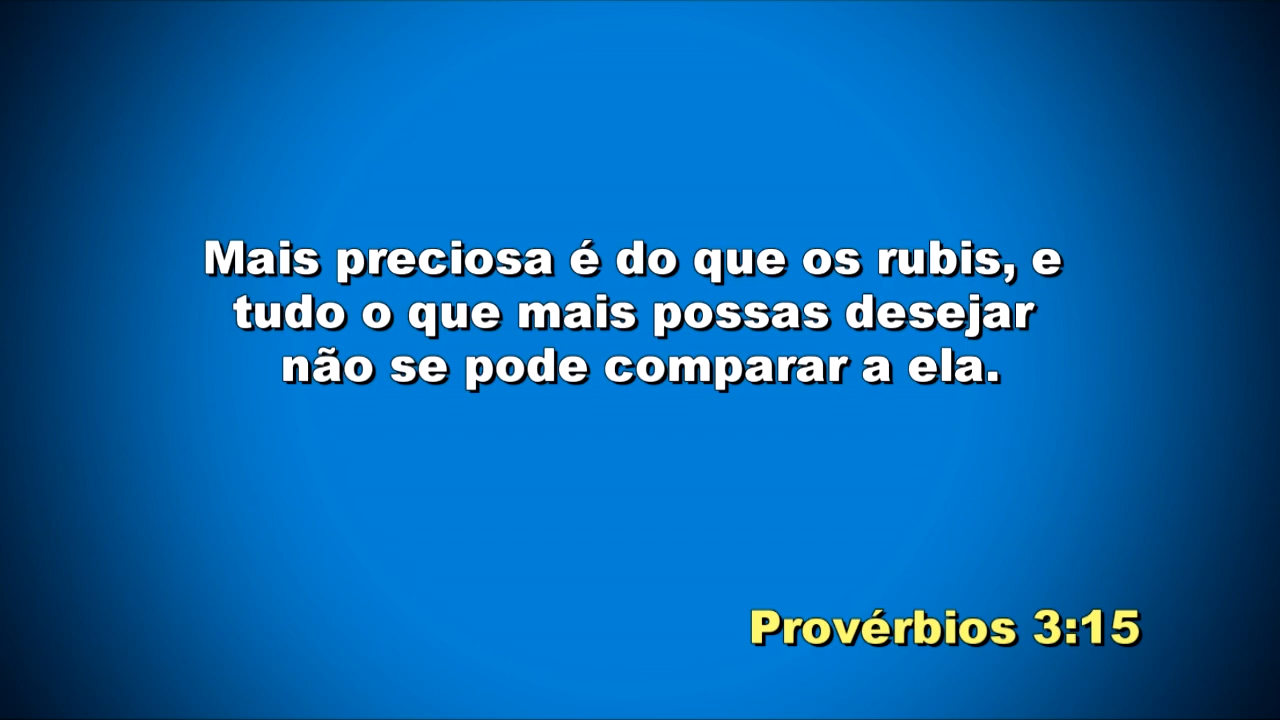 Mais preciosa é do que os rubis, e
tudo o que mais possas desejar
não se pode comparar a ela.
Provérbios 3:15